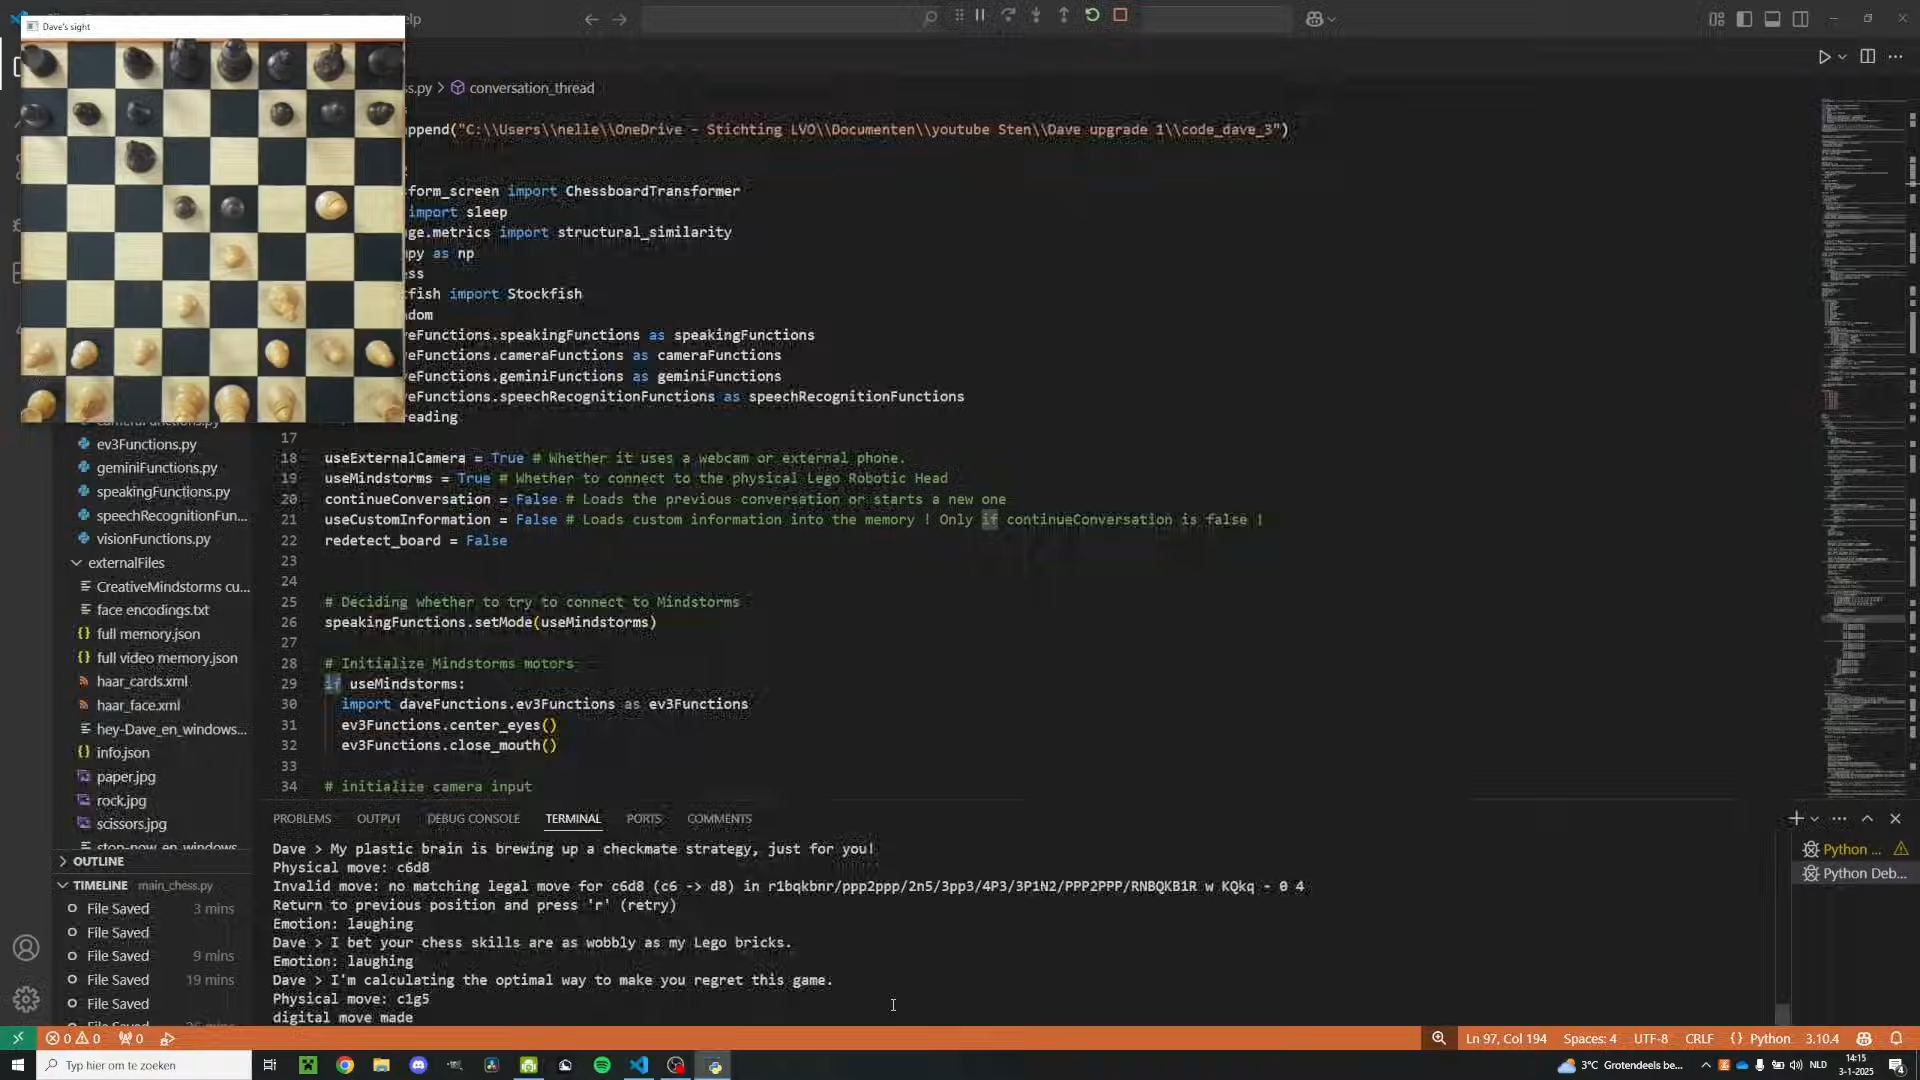 Dave's sight
elp
ss.py > conversation_thread
append("C:\\Users\\nelle\\OneDrive - Stichting LVO\\Documenten\\youtube Sten\\Dave upgrade 1\\code_dave_3")
form_screen import ChessboardTransformer
import sleep
ge.metrics import structural_similarity
py as np
ess
fish import Stockfish
dom
veFunctions.speakingFunctions as speakingFunctions
veFunctions.cameraFunctions as cameraFunctions
veFunctions.geminiFunctions as geminiFunctions
veFunctions.speechRecognitionFunctions as speechRecognitionFunctions
reading
17
18 useExternalCamera = True # Whether it uses a webcam or external phone.
19 useMindstorms = True # Whether to connect to the physical Lego Robotic Head
20 continueConversation = False # Loads the previous conversation or starts a new one
21 useCustomInformation = False # Loads custom information into the memory ! Only if continueConversation is false !
22 redetect_board = False
23
24
25 # Deciding whether to try to connect to Mindstorms
26 speakingFunctions.setMode(useMindstorms)
27
28 # Initialize Mindstorms motors
29 if useMindstorms:
30 import daveFunctions.ev3Functions as ev3Functions
31 ev3Functions.center_eyes()
32 ev3Functions.close_mouth()
33
34 # initialize camera input
cameraFunctions.py
ev3Functions.py
geminiFunctions.py
speakingFunctions.py
speechRecognitionFun...
visionFunctions.py
externalFiles
CreativeMindstorms cu...
face encodings.txt
full memory.json
full video memory.json
haar_cards.xml
haar_face.xml
hey-Dave_en_windows...
info.json
paper.jpg
rock.jpg
scissors.jpg
stop-now_en_windows...
OUTLINE
TIMELINE main_chess.py
File Saved 3 mins
File Saved
File Saved 9 mins
File Saved 19 mins
File Saved
PROBLEMS OUTPUT DEBUG CONSOLE TERMINAL PORTS COMMENTS
Dave > My plastic brain is brewing up a checkmate strategy, just for you!
Physical move: c6d8
Invalid move: no matching legal move for c6d8 (c6 -> d8) in r1bqkbnr/ppp2ppp/2n5/3pp3/4P3/3P1N2/PPP2PPP/RNBQKB1R w KQkq - 0 4
Return to previous position and press 'r' (retry)
Emotion: laughing
Dave > I bet your chess skills are as wobbly as my Lego bricks.
Emotion: laughing
Dave > I'm calculating the optimal way to make you regret this game.
Physical move: c1g5
digital move made
Python ...
Python Deb...
0 0 0
Ln 97, Col 194 Spaces: 4 UTF-8 CRLF {} Python 3.10.4
Typ hier om te zoeken
3°C Grotendeels be... NLD 14:15
3-1-2025